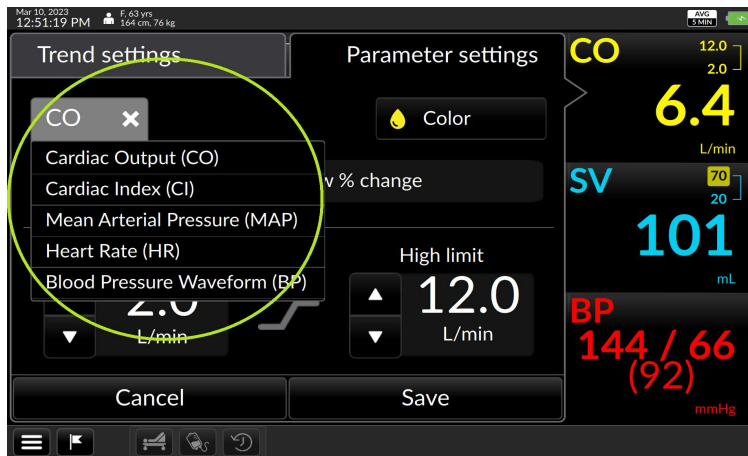 Mar 10, 2023
12:51:19 PM
F, 63 yrs
164 cm, 76 kg
AVG
5 MIN
Trend settings
Parameter settings
CO
12.0
2.0
6.4
L/min
CO
Color
Cardiac Output (CO)
Cardiac Index (CI)
Mean Arterial Pressure (MAP)
Heart Rate (HR)
Blood Pressure Waveform (BP)
% change
High limit
2.0
L/min
12.0
L/min
SV
70
20
101
mL
BP
144 / 66
(92)
mmHg
Cancel
Save